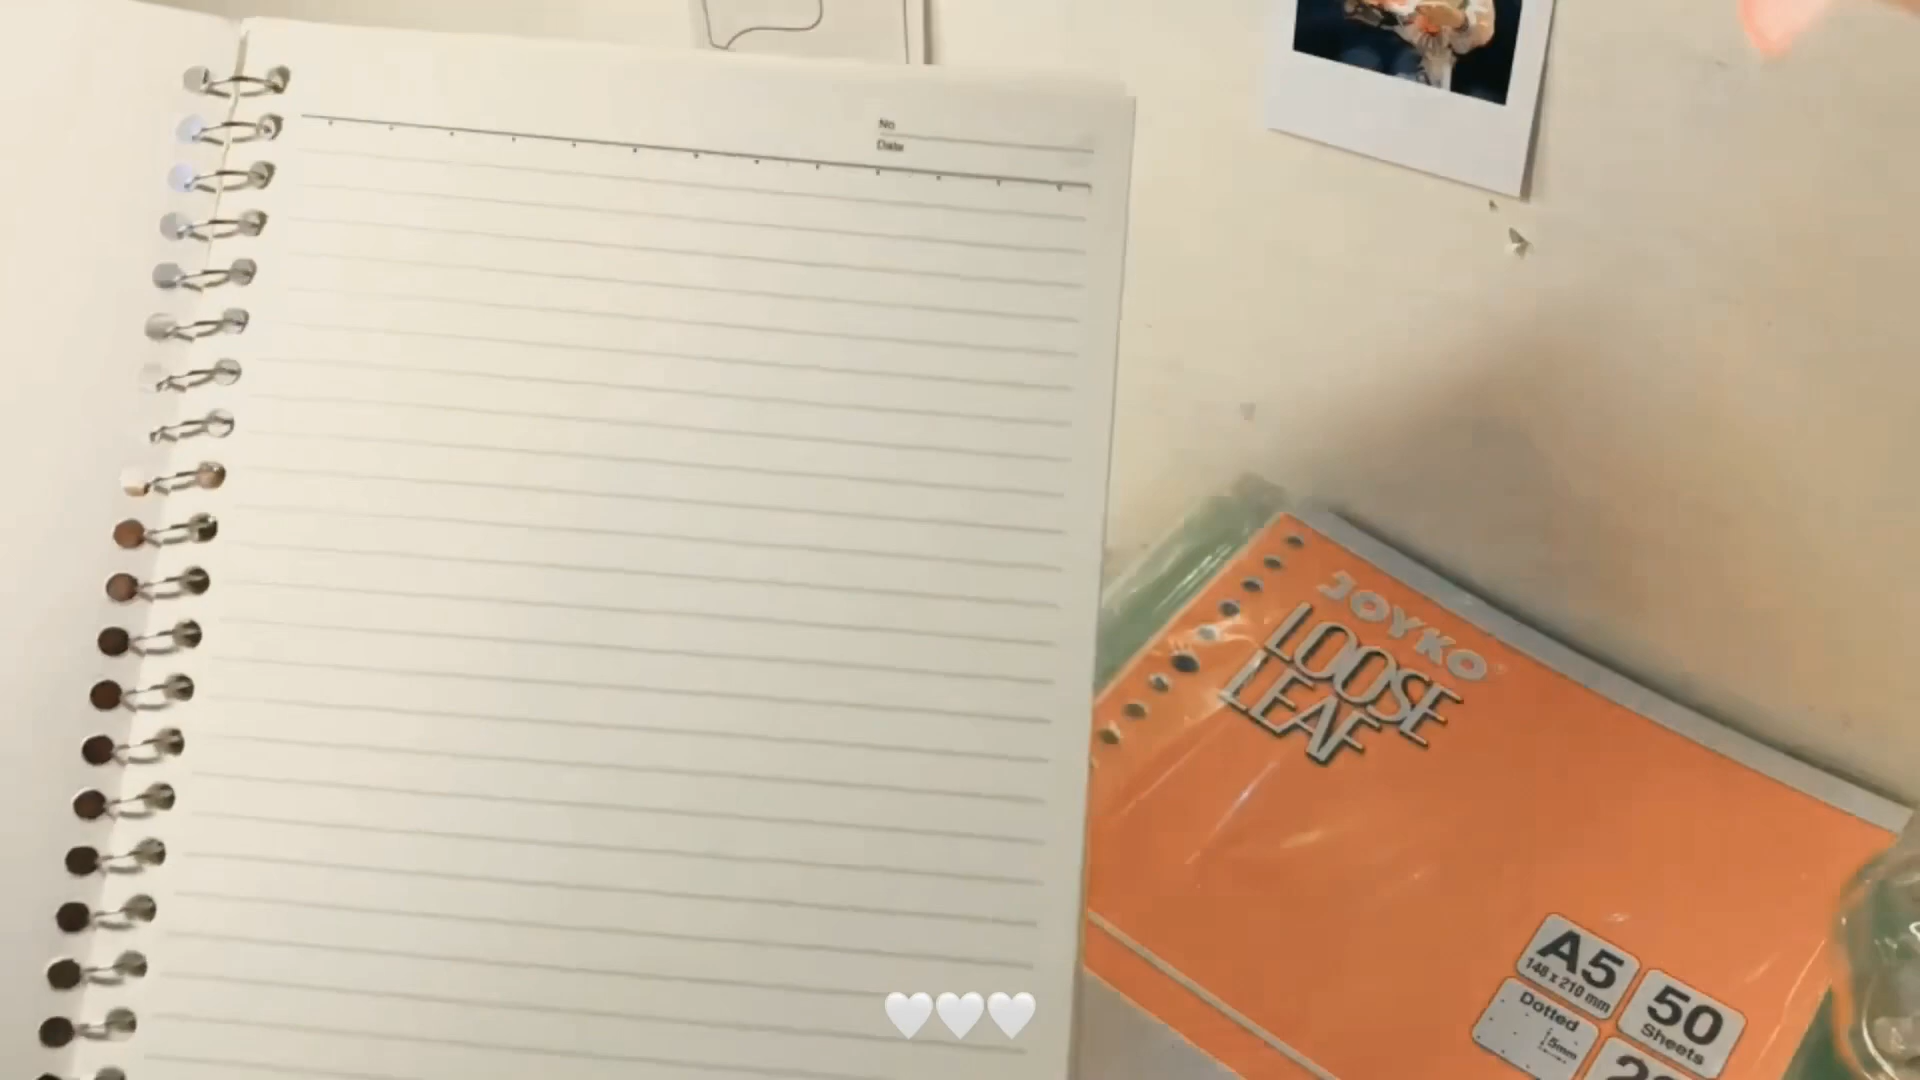 No
Date
JOYKO
LOOSE
LEAF
A5
148 x 210 mm
50
Sheets
Dotted
5mm